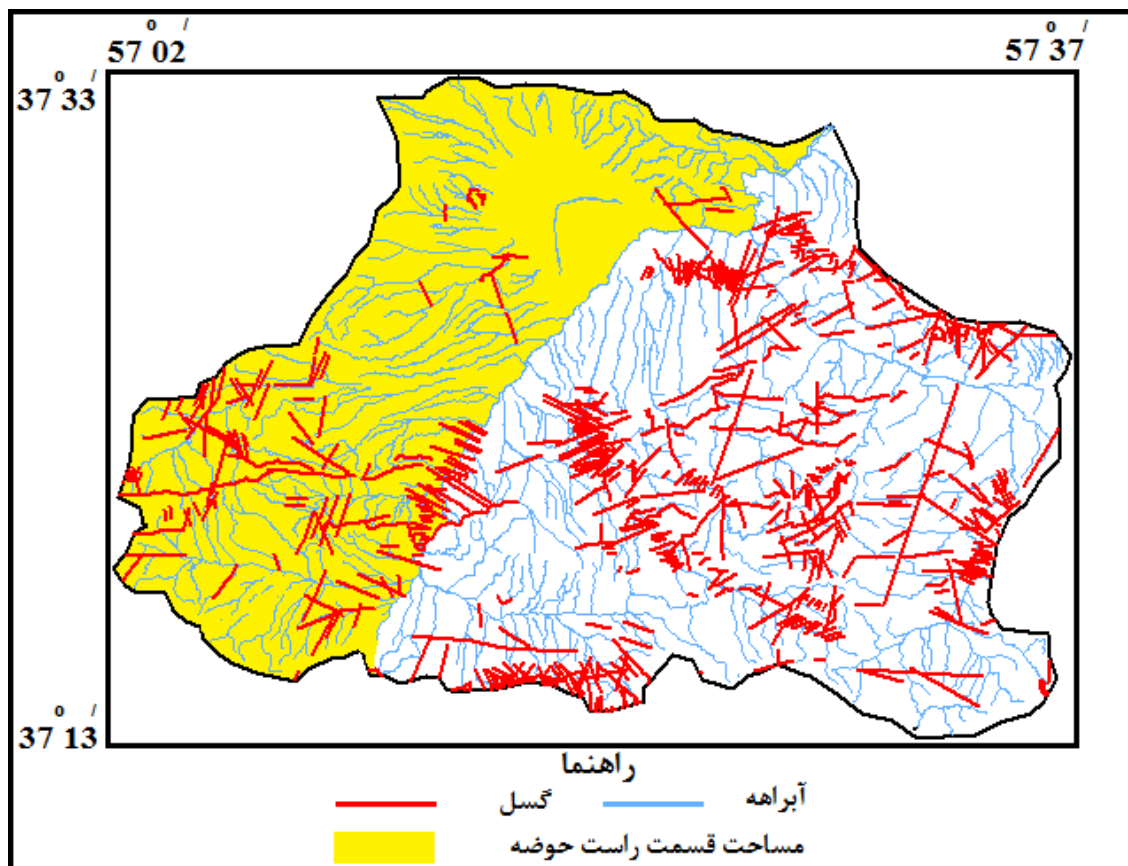 57 02
57 37
37 33
37 13
راهنما
آبراهه
گسل
مساحت قسمت راست حوضه